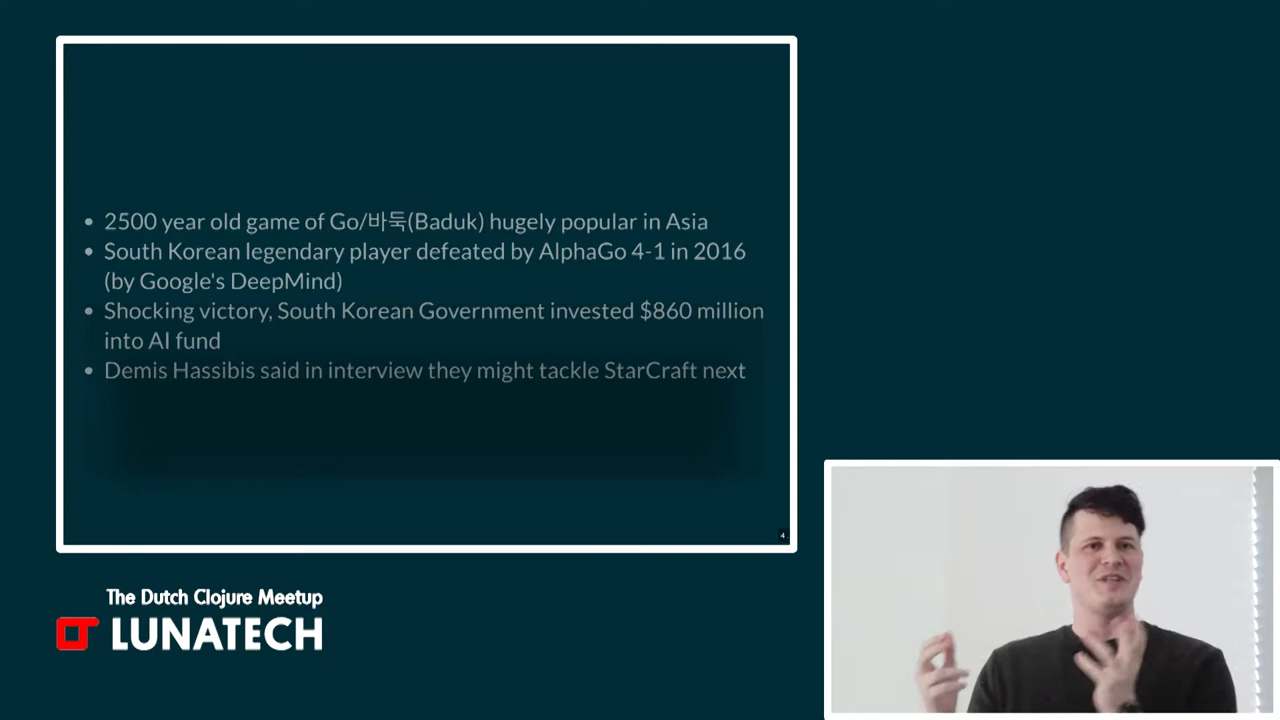 • 2500 year old game of Go/바둑(Baduk) hugely popular in Asia
• South Korean legendary player defeated by AlphaGo 4-1 in 2016
(by Google's DeepMind)
• Shocking victory, South Korean Government invested $860 million
into AI fund
• Demis Hassibis said in interview they might tackle StarCraft next
4
The Dutch Clojure Meetup
LUNATECH